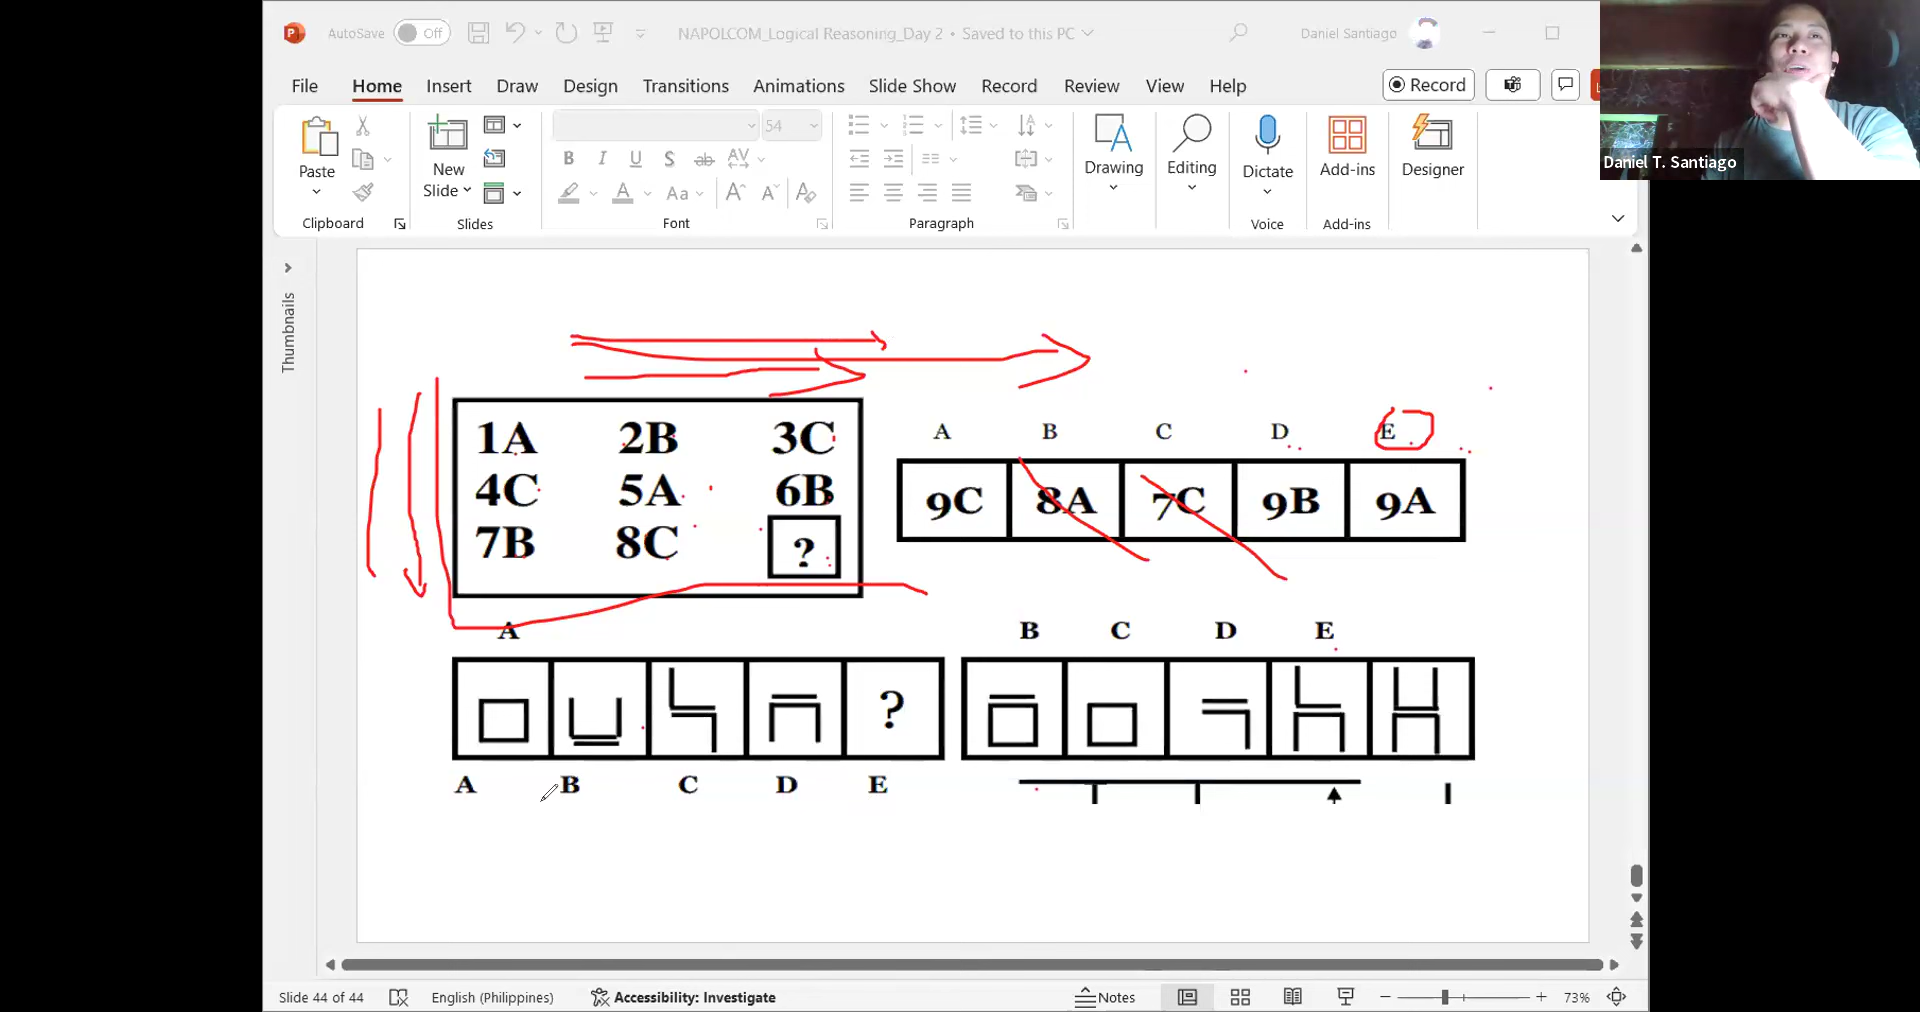 AutoSave Off NAPOLCOM_Logical Reasoning_Day 2 • Saved to this PC Daniel Santiago
File Home Insert Draw Design Transitions Animations Slide Show Record Review View Help Record
Paste New Slide 54 B I U S ab AV A Aa A A Drawing Editing Dictate Add-ins Designer
Daniel T. Santiago
Clipboard Slides Font Paragraph Voice Add-ins
Thumbnails
1A 2B 3C
4C 5A 6B
7B 8C ?
A B C D E
9C 8A 7C 9B 9A
A B C D E
?
A B C D E
Slide 44 of 44 English (Philippines) Accessibility: Investigate Notes 73%